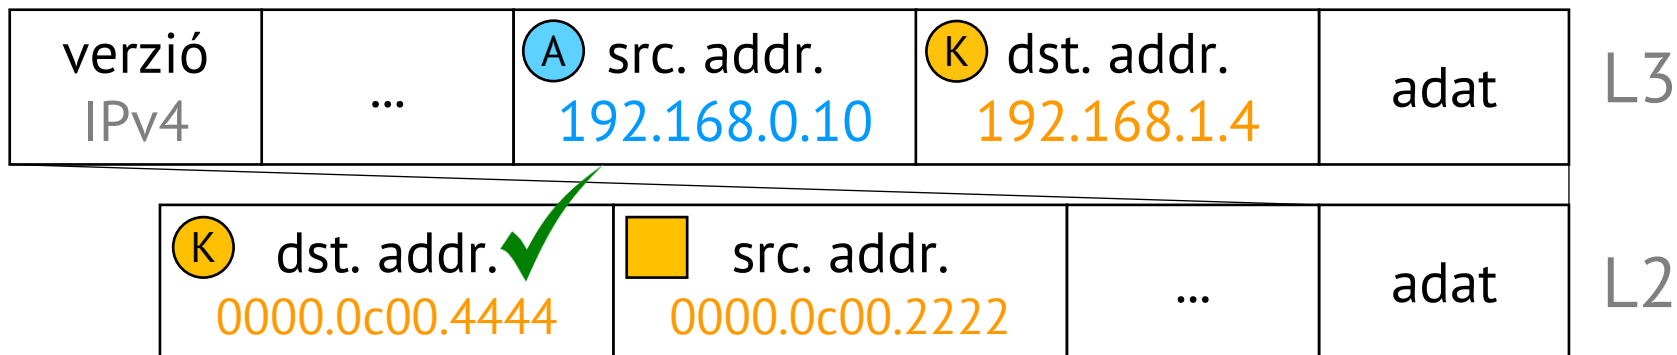 verzió
IPv4
...
A src. addr.
192.168.0.10
K dst. addr.
192.168.1.4
adat
L3
K dst. addr.
0000.0c00.4444
src. addr.
0000.0c00.2222
...
adat
L2